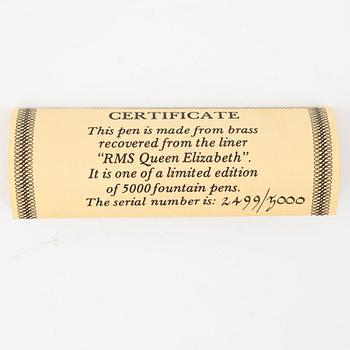 CERTIFICATE
This pen is made from brass
recovered from the liner
"RMS Queen Elizabeth".
It is one of a limited edition
of 5000 fountain pens.
The serial number is: 2499/5000